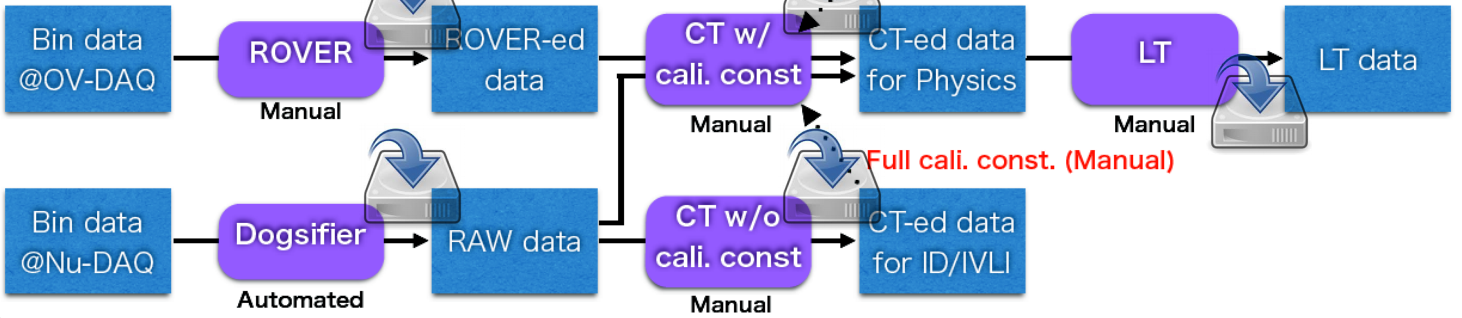 Bin data
@OV-DAQ
ROVER
Manual
ROVER-ed
data
CT w/
cali. const
Manual
CT-ed data
for Physics
LT
Manual
LT data
Full cali. const. (Manual)
Bin data
@Nu-DAQ
Dogsifier
Automated
RAW data
CT w/o
cali. const
Manual
CT-ed data
for ID/IVLI